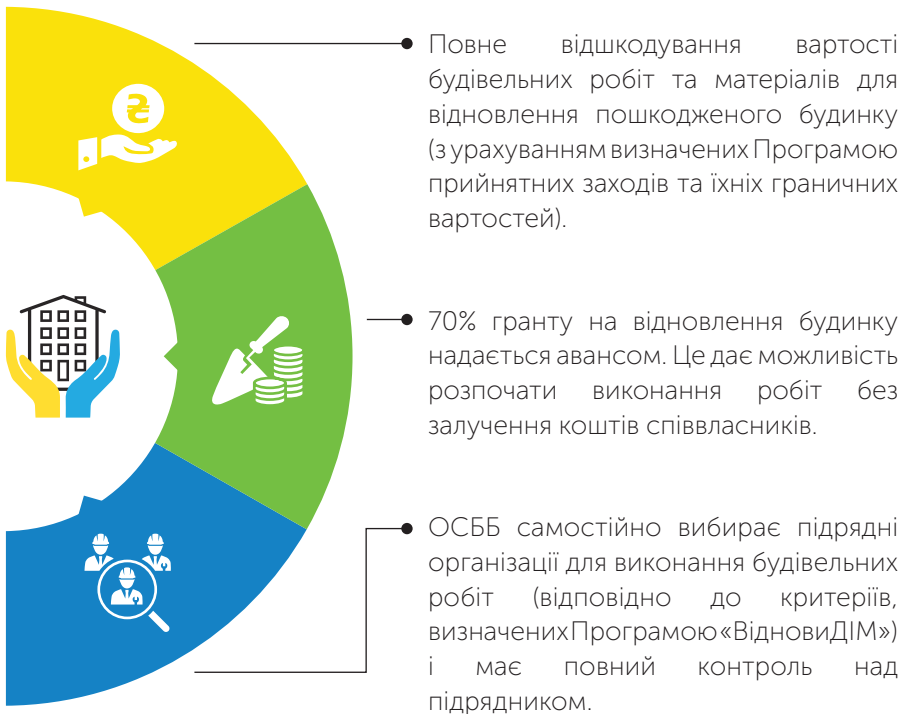 Повне відшкодування вартості
будівельних робіт та матеріалів для
відновлення пошкодженого будинку
(з урахуванням визначених Програмою
прийнятних заходів та їхніх граничних
вартостей).
70% гранту на відновлення будинку
надається авансом. Це дає можливість
розпочати виконання робіт без
залучення коштів співвласників.
ОСББ самостійно вибирає підрядні
організації для виконання будівельних
робіт (відповідно до критеріїв,
визначених Програмою «ВідновиДІМ»)
і має повний контроль над
підрядником.